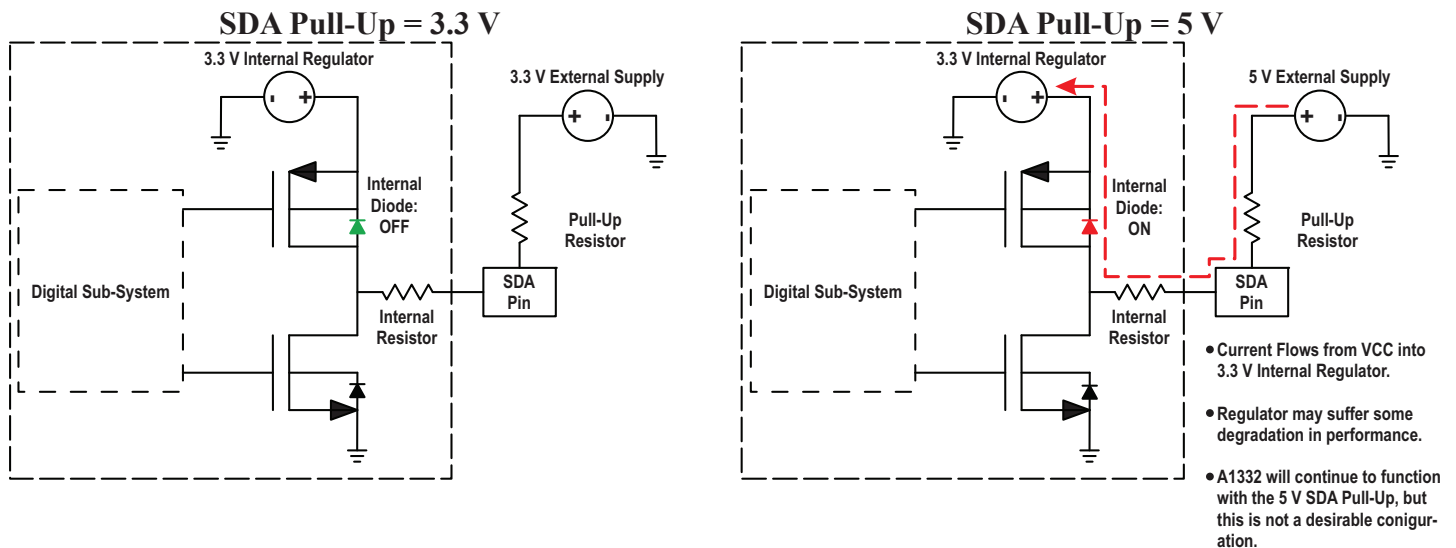 SDA Pull-Up = 3.3 V
3.3 V Internal Regulator
3.3 V External Supply
-
+
+
-
Internal
Diode:
OFF
Pull-Up
Resistor
Digital Sub-System
SDA
Pin
Internal
Resistor
SDA Pull-Up = 5 V
3.3 V Internal Regulator
5 V External Supply
-
+
+
-
Internal
Diode:
ON
Pull-Up
Resistor
Digital Sub-System
SDA
Pin
Internal
Resistor
• Current Flows from VCC into
3.3 V Internal Regulator.
• Regulator may suffer some
degradation in performance.
• A1332 will continue to function
with the 5 V SDA Pull-Up, but
this is not a desirable conigur-
ation.